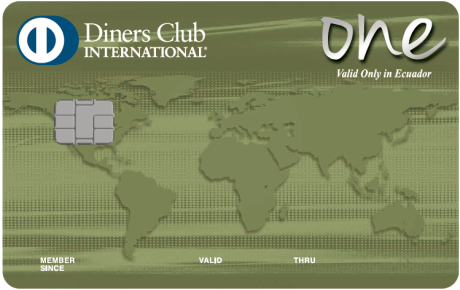 Diners Club
INTERNATIONAL®
one
Valid Only in Ecuador
MEMBER
SINCE
VALID
THRU